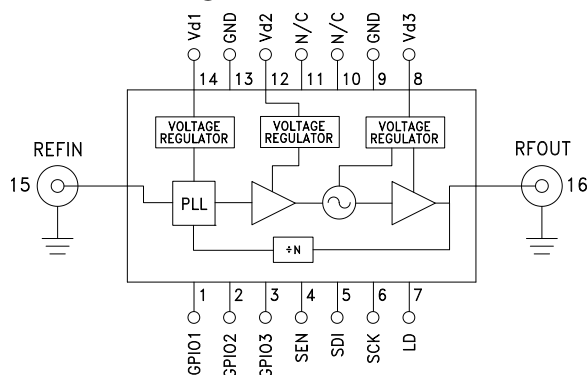 Vd1
GND
Vd2
N/C
N/C
GND
Vd3
14
13
12
11
10
9
8
VOLTAGE
REGULATOR
VOLTAGE
REGULATOR
VOLTAGE
REGULATOR
REFIN
15
RFOUT
16
PLL
÷N
1
2
3
4
5
6
7
GPIO1
GPIO2
GPIO3
SEN
SDI
SCK
LD